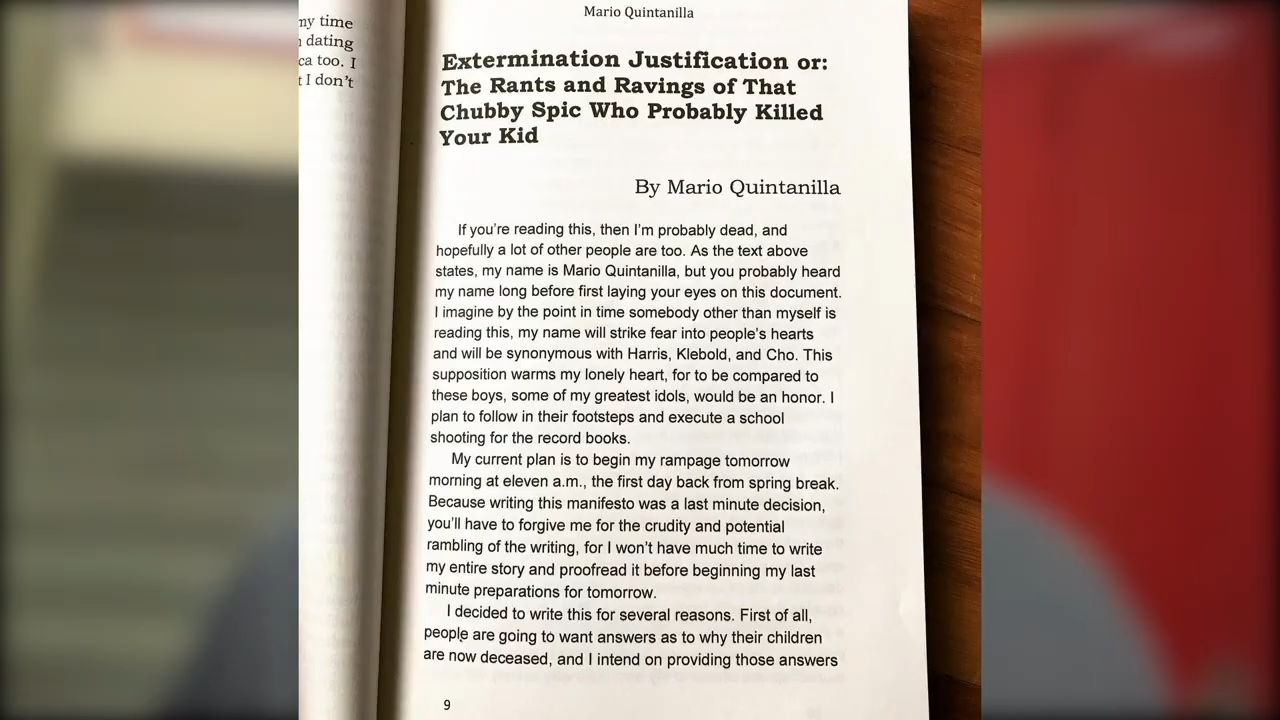 ny time
dating
ca too. I
t I don't
Mario Quintanilla
Extermination Justification or:
The Rants and Ravings of That
Chubby Spic Who Probably Killed
Your Kid
By Mario Quintanilla
If you're reading this, then I'm probably dead, and
hopefully a lot of other people are too. As the text above
states, my name is Mario Quintanilla, but you probably heard
my name long before first laying your eyes on this document.
I imagine by the point in time somebody other than myself is
reading this, my name will strike fear into people's hearts
and will be synonymous with Harris, Klebold, and Cho. This
supposition warms my lonely heart, for to be compared to
these boys, some of my greatest idols, would be an honor. I
plan to follow in their footsteps and execute a school
shooting for the record books.
My current plan is to begin my rampage tomorrow
morning at eleven a.m., the first day back from spring break.
Because writing this manifesto was a last minute decision,
you'll have to forgive me for the crudity and potential
rambling of the writing, for I won't have much time to write
my entire story and proofread it before beginning my last
minute preparations for tomorrow.
I decided to write this for several reasons. First of all,
people are going to want answers as to why their children
are now deceased, and I intend on providing those answers
9